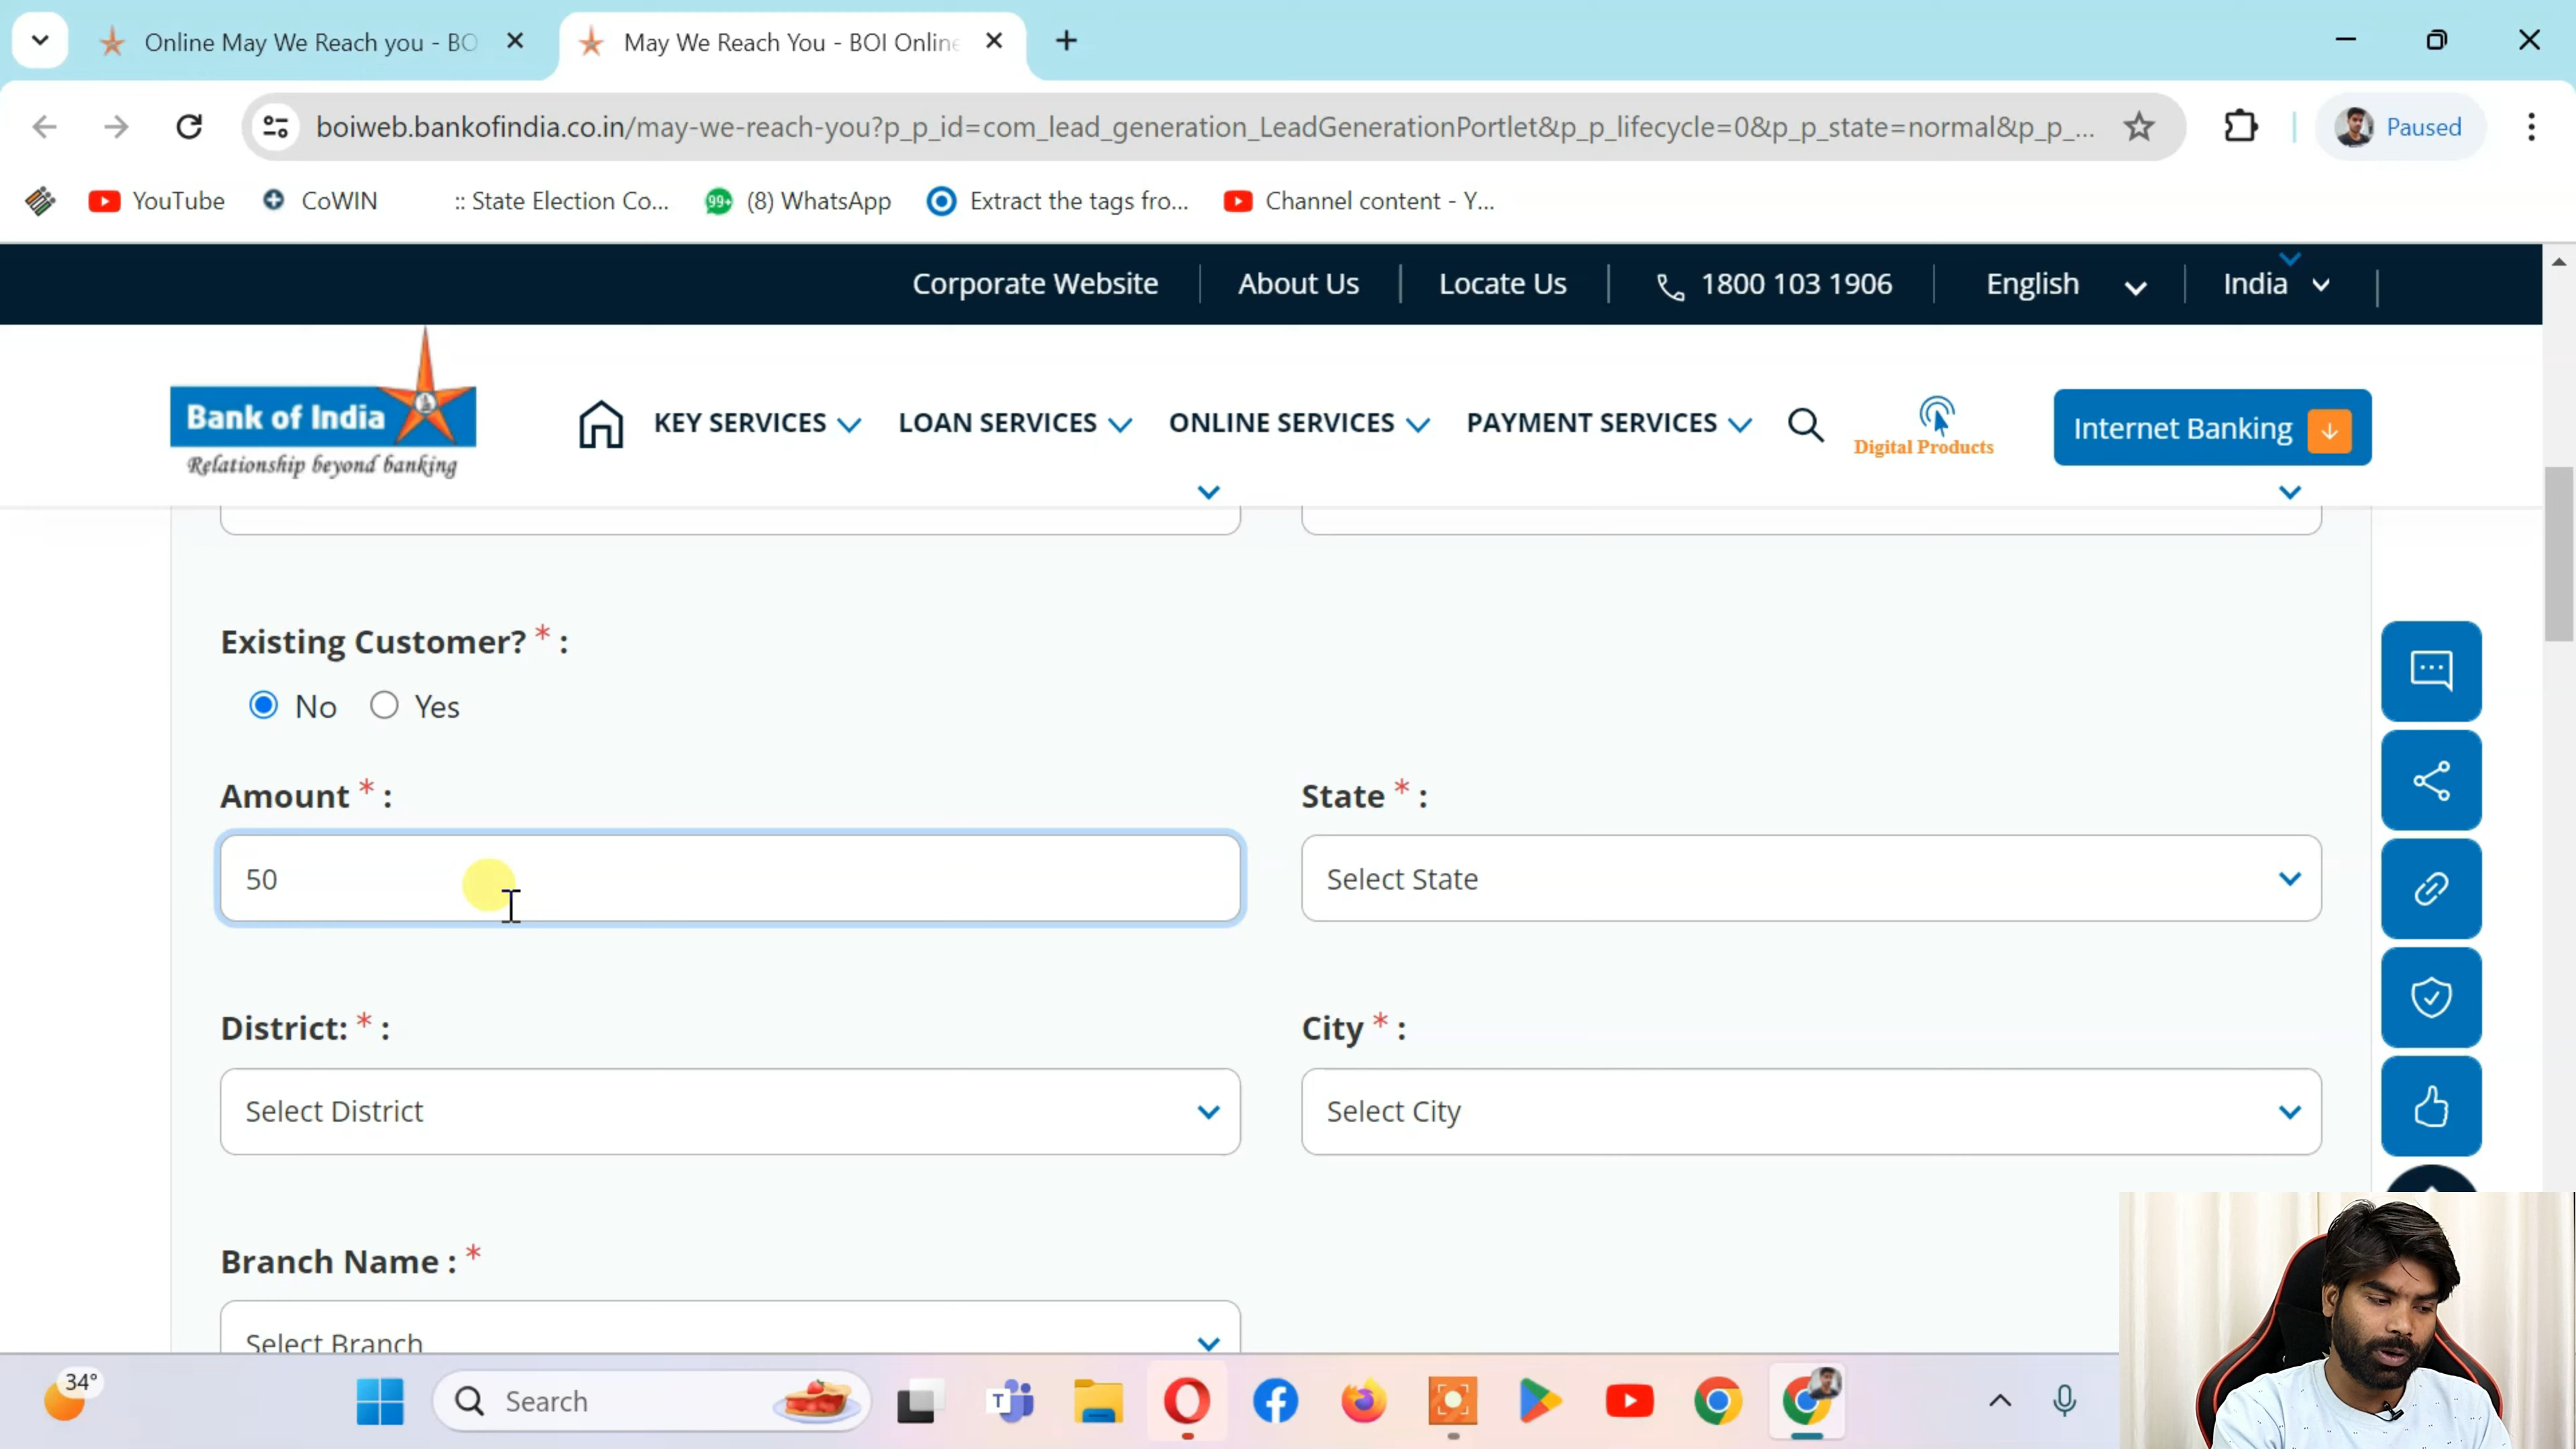 Online May We Reach you - BO
May We Reach You - BOI Online
boiweb.bankofindia.co.in/may-we-reach-you?p_p_id=com_lead_generation_LeadGenerationPortlet&p_p_lifecycle=0&p_p_state=normal&p_p_...
Paused
YouTube
CoWIN
:: State Election Co...
99+
(8) WhatsApp
Extract the tags fro...
Channel content - Y...
Corporate Website
About Us
Locate Us
1800 103 1906
English
India
Bank of India
Relationship beyond banking
KEY SERVICES
LOAN SERVICES
ONLINE SERVICES
PAYMENT SERVICES
Digital Products
Internet Banking
Existing Customer? * :
No
Yes
Amount * :
State * :
50
Select State
District: * :
City * :
Select District
Select City
Branch Name : *
Select Branch
34°
Search
T